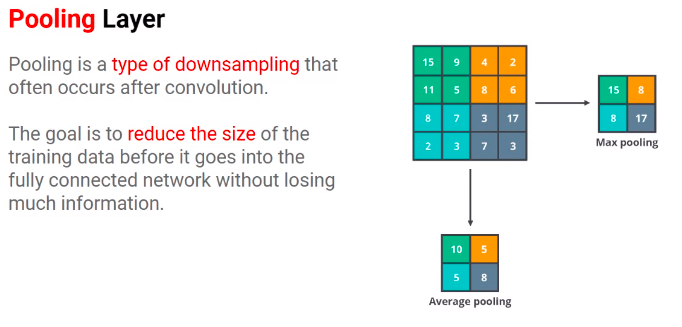 Pooling Layer
Pooling is a type of downsampling that
often occurs after convolution.
The goal is to reduce the size of the
training data before it goes into the
fully connected network without losing
much information.
15 9 4 2
11 5 8 6
8 7 3 17
2 3 7 3
15 8
8 17
Max pooling
10 5
5 8
Average pooling